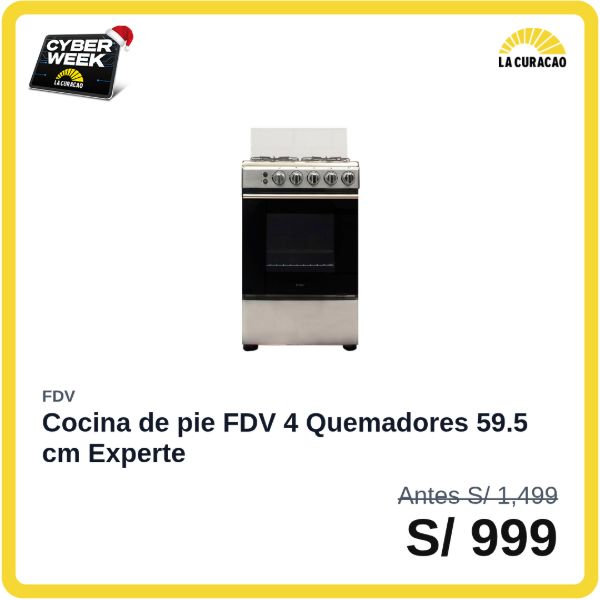 CYBER
WEEK
LA CURACAO
LA CURACAO
FDV
Cocina de pie FDV 4 Quemadores 59.5
cm Experte
Antes S/ 1,499
S/ 999